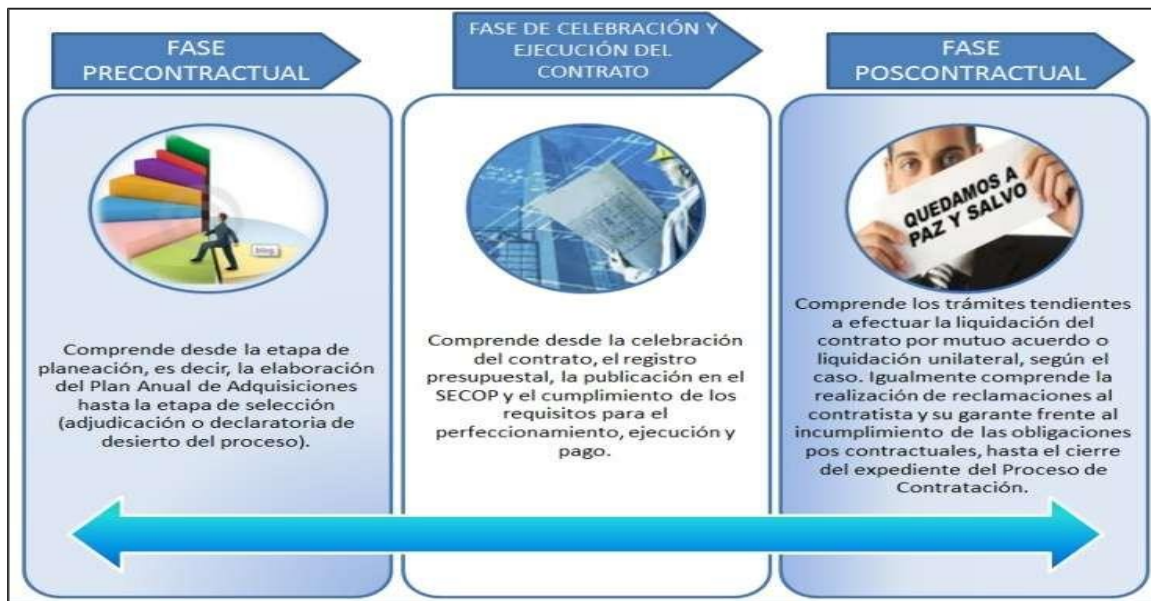 FASE
PRECONTRACTUAL
Comprende desde la etapa de
planeación, es decir, la elaboración
del Plan Anual de Adquisiciones
hasta la etapa de selección
(adjudicación o declaratoria de
desierto del proceso).
FASE DE CELEBRACIÓN Y
EJECUCIÓN DEL
CONTRATO
Comprende desde la celebración
del contrato, el registro
presupuestal, la publicación en el
SECOP y el cumplimiento de los
requisitos para el
perfeccionamiento, ejecución y
pago.
FASE
POSCONTRACTUAL
QUEDAMOS A
PAZ Y SALVO
Comprende los trámites tendientes
a efectuar la liquidación del
contrato por mutuo acuerdo o
liquidación unilateral, según el
caso. Igualmente comprende la
realización de reclamaciones al
contratista y su garante frente al
incumplimiento de las obligaciones
pos contractuales, hasta el cierre
del expediente del Proceso de
Contratación.